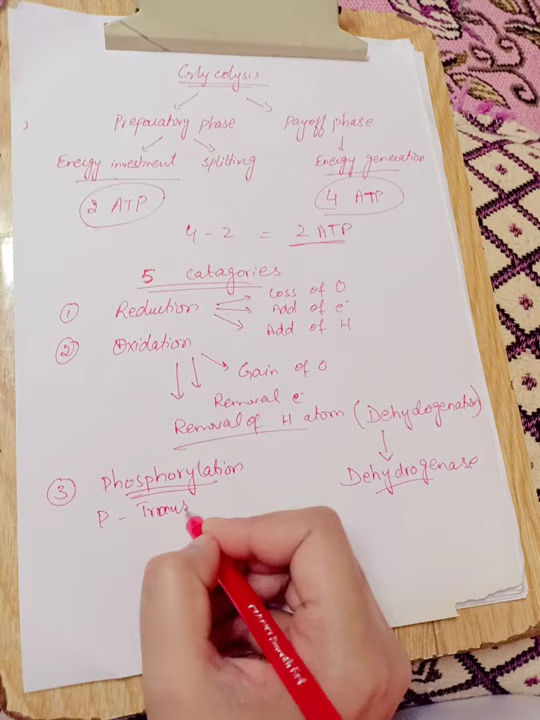 Glycolysis
Preparatory phase Payoff phase
Energy investment splitting Energy generation
2 ATP 4 ATP
4 - 2 = 2 ATP
5 catagories
① Reduction Loss of O
Add of e⁻
Add of H
② Oxidation
Gain of O
Removal e⁻
Removal of H atom (Dehydogenation)
Dehydrogenase
③ phosphorylation
P - Trans